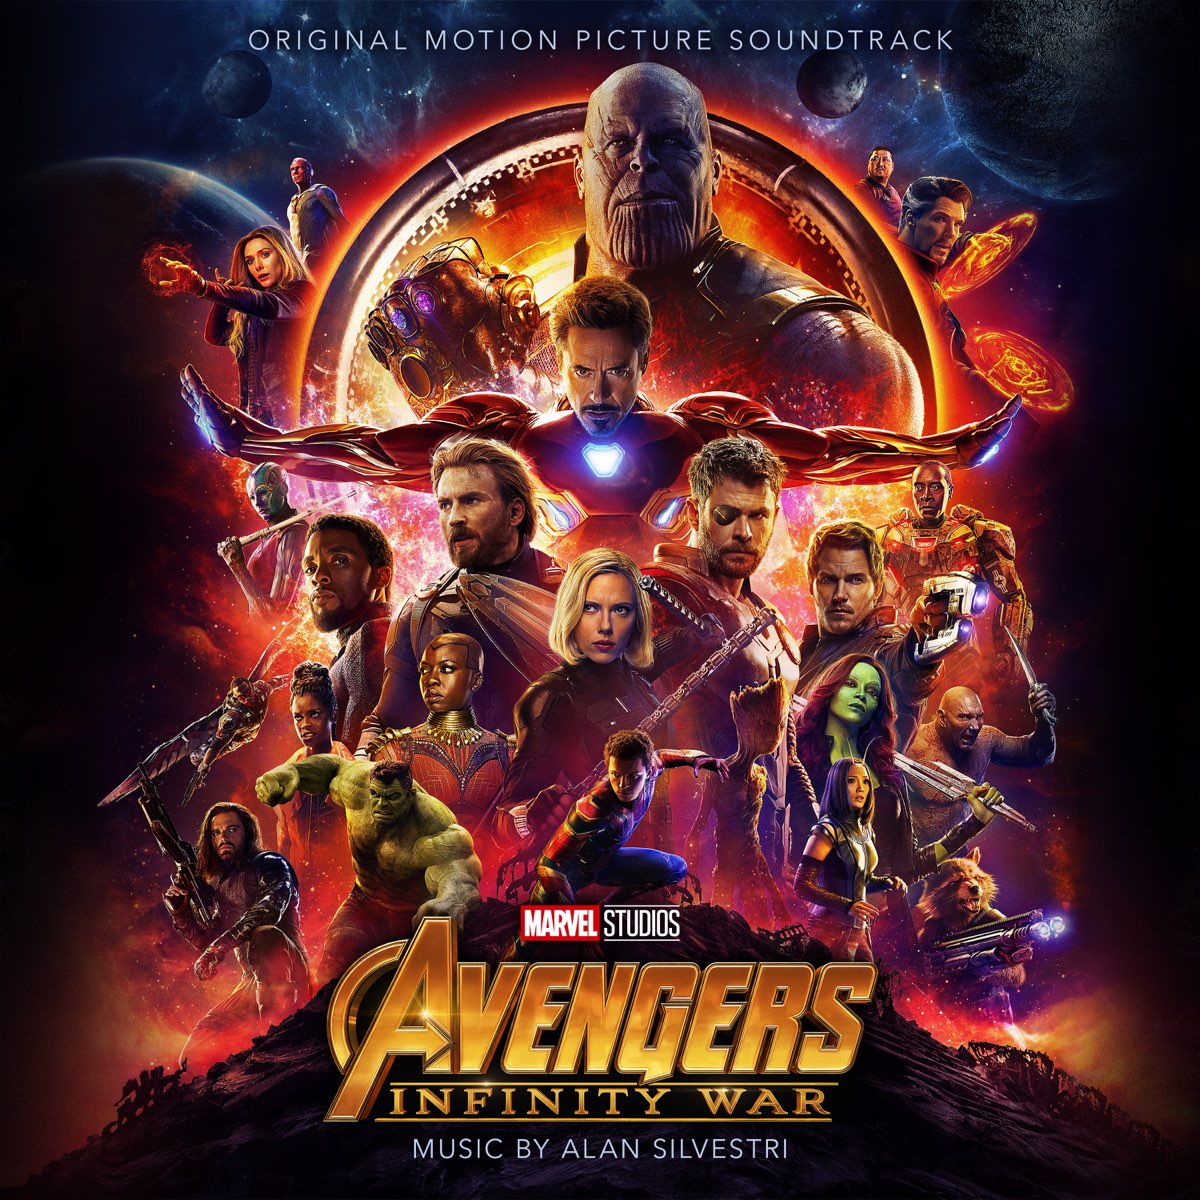 ORIGINAL MOTION PICTURE SOUNDTRACK
MARVEL STUDIOS
AVENGERS
INFINITY WAR
MUSIC BY ALAN SILVESTRI